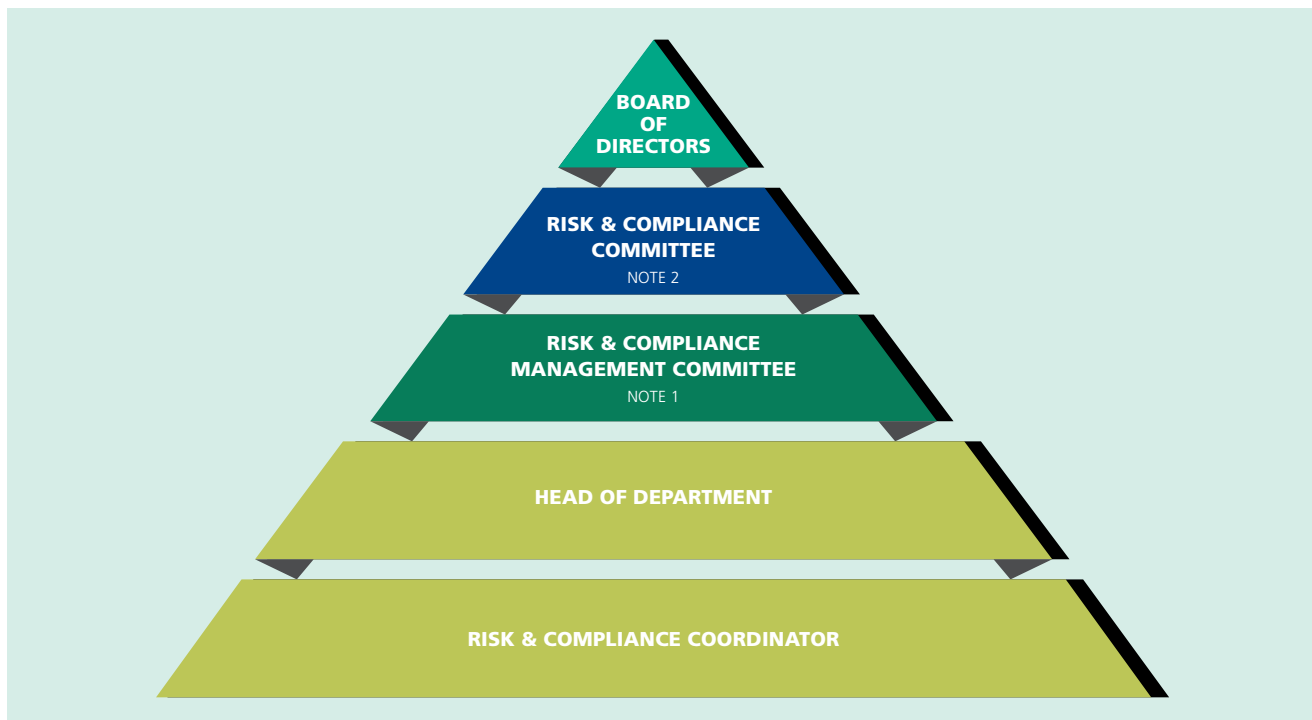 BOARD
OF
DIRECTORS
RISK & COMPLIANCE
COMMITTEE
NOTE 2
RISK & COMPLIANCE
MANAGEMENT COMMITTEE
NOTE 1
HEAD OF DEPARTMENT
RISK & COMPLIANCE COORDINATOR